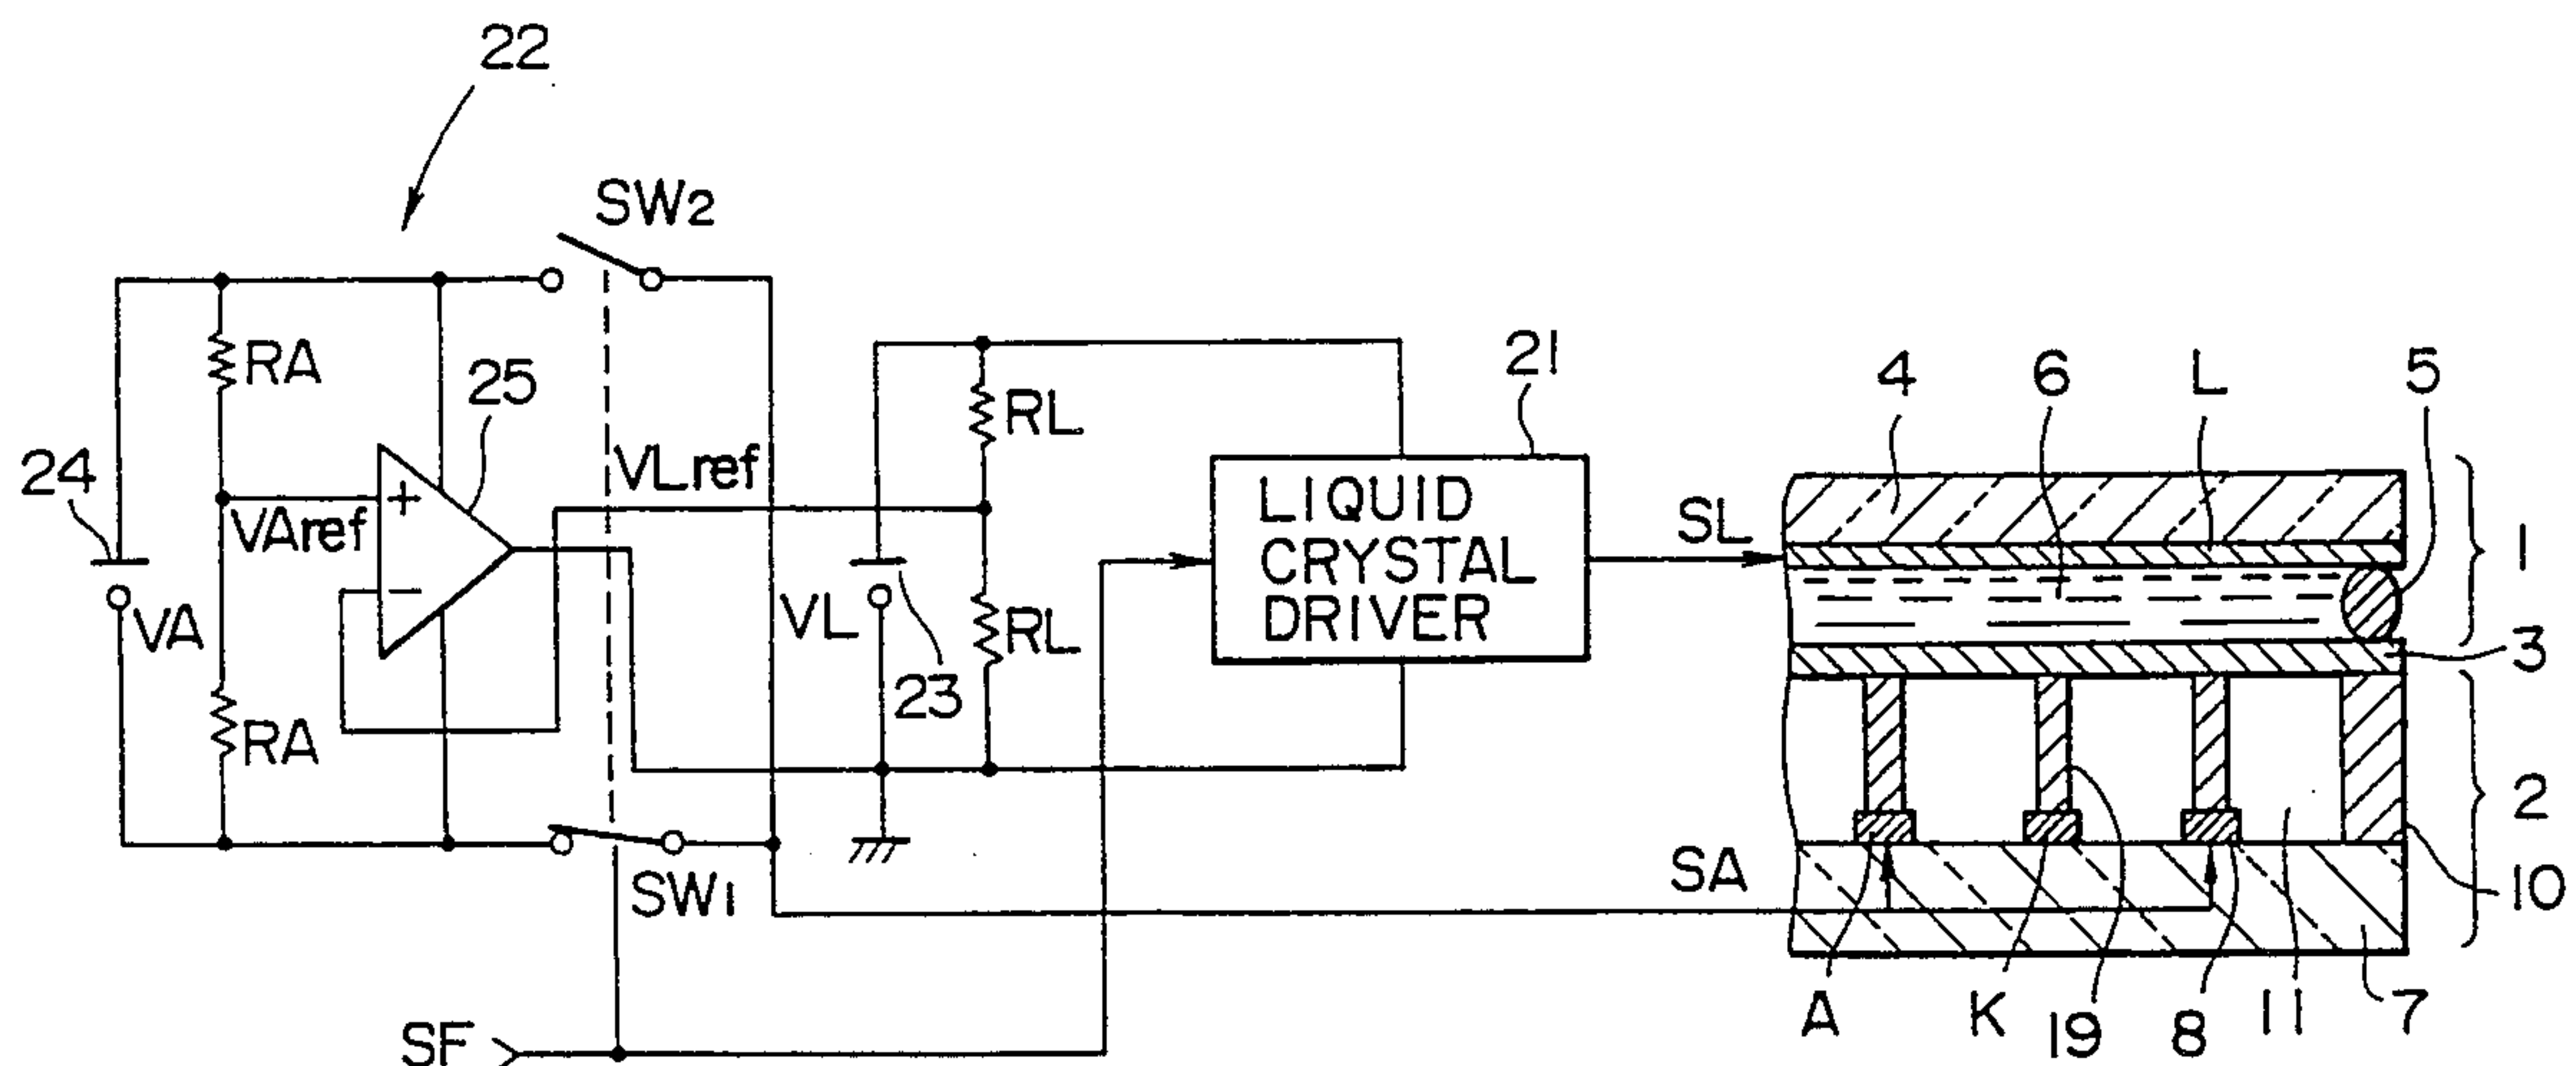 22
SW2
RA
25
24
VAref
+
−
VA
RA
VLref
RL
VL
23
RL
21
LIQUID
CRYSTAL
DRIVER
SL
4
6
L
5
1
3
2
10
SW1
SA
SF
A
K
19
8
11
7